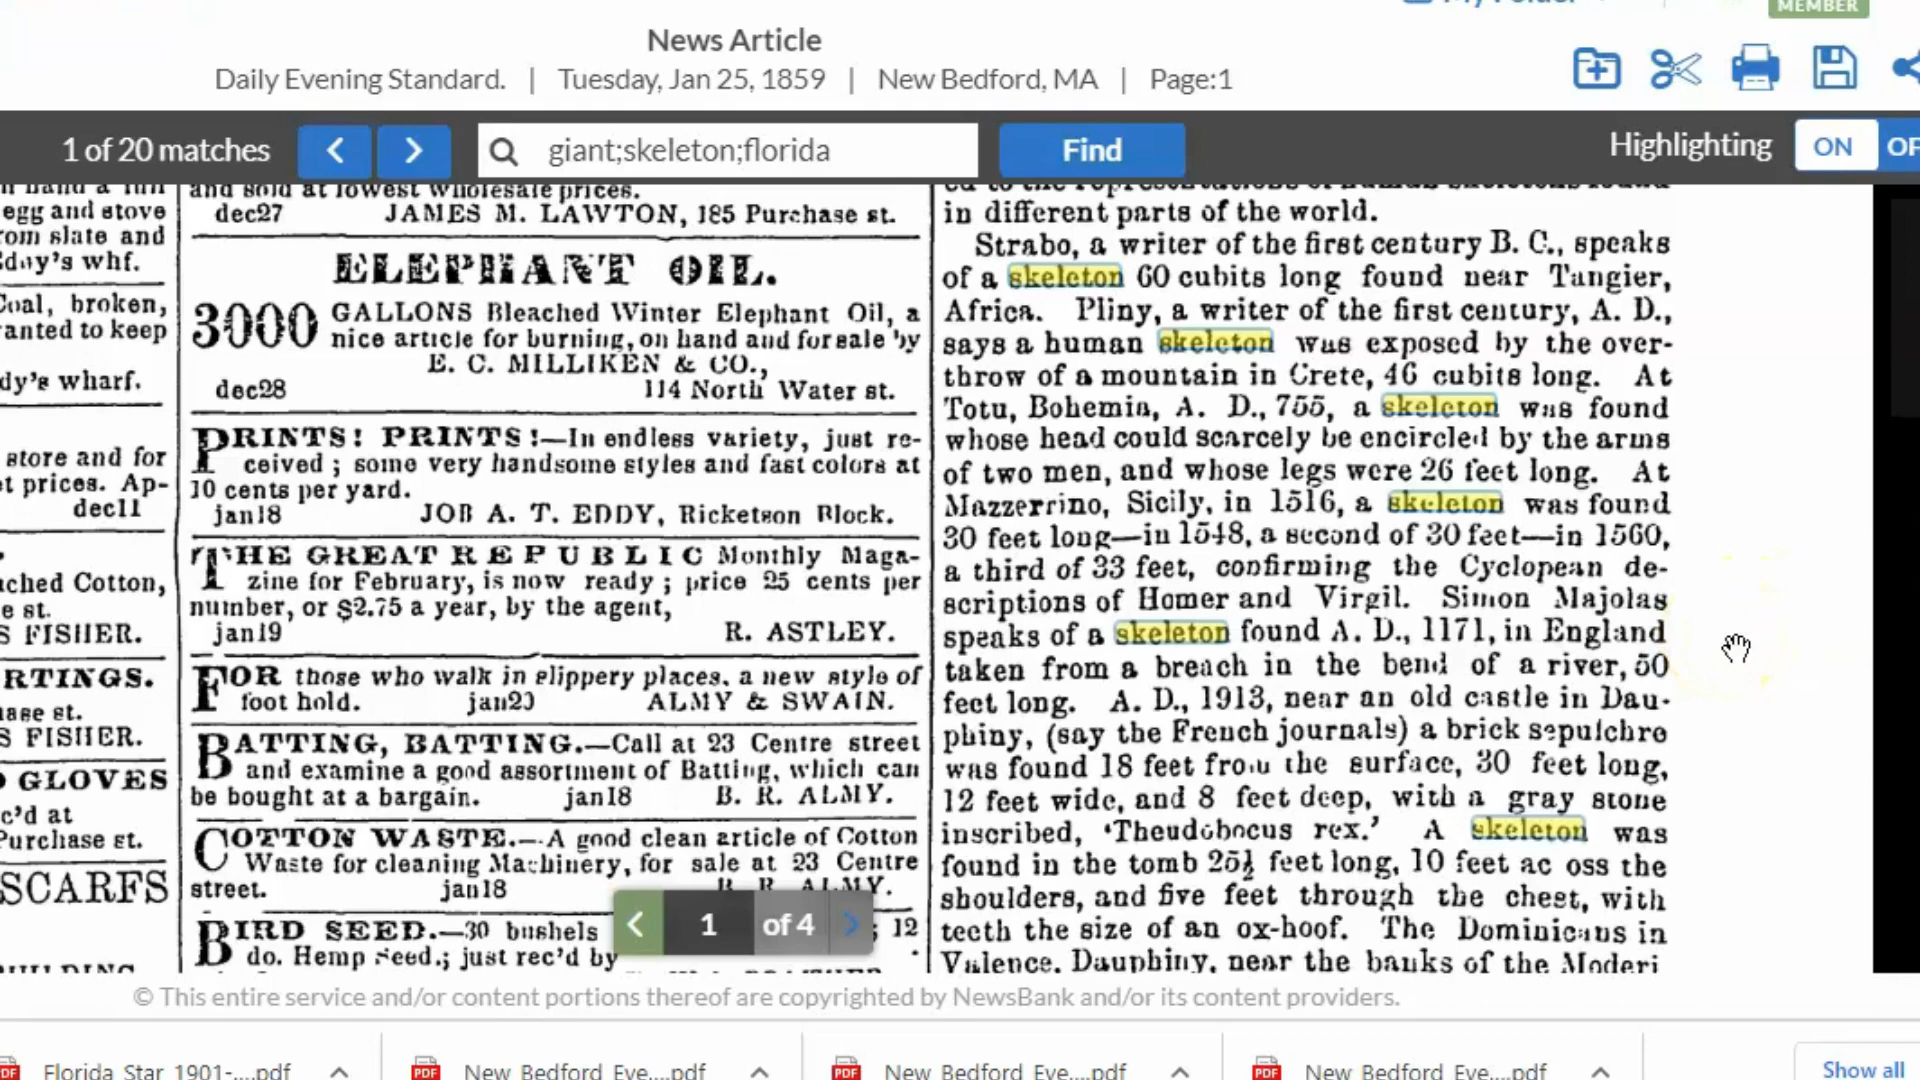 My Folder
MEMBER
News Article
Daily Evening Standard. | Tuesday, Jan 25, 1859 | New Bedford, MA | Page:1
1 of 20 matches
giant;skeleton;florida
Find
Highlighting
ON
OF
egg and stove
rom slate and
ddy's whf.
Coal, broken,
anted to keep
dy's wharf.
store and for
t prices. Ap-
dec11
ached Cotton,
e st.
S FISHER.
RTINGS.
ase st.
S FISHER.
D GLOVES
c'd at
Purchase st.
SCARFS
and sold at lowest wholesale prices.
dec27 JAMES M. LAWTON, 185 Purchase st.
ELEPHANT OIL.
3000 GALLONS Bleached Winter Elephant Oil, a
nice article for burning, on hand and for sale by
E. C. MILLIKEN & CO.,
dec28 114 North Water st.
PRINTS! PRINTS!—In endless variety, just re-
ceived; some very handsome styles and fast colors at
10 cents per yard.
jan18 JOB A. T. EDDY, Ricketson Block.
THE GREAT REPUBLIC Monthly Maga-
zine for February, is now ready; price 25 cents per
number, or $2.75 a year, by the agent,
jan19 R. ASTLEY.
FOR those who walk in slippery places, a new style of
foot hold. jan20 ALMY & SWAIN.
BATTING, BATTING.—Call at 23 Centre street
and examine a good assortment of Batting, which can
be bought at a bargain. jan18 B. R. ALMY.
COTTON WASTE.—A good clean article of Cotton
Waste for cleaning Machinery, for sale at 23 Centre
street. jan18 B. R. ALMY.
BIRD SEED.—30 bushels ; 12
do. Hemp Seed.; just rec'd by
in different parts of the world.
Strabo, a writer of the first century B. C., speaks
of a skeleton 60 cubits long found near Tangier,
Africa. Pliny, a writer of the first century, A. D.,
says a human skeleton was exposed by the over-
throw of a mountain in Crete, 46 cubits long. At
Totu, Bohemia, A. D., 755, a skeleton was found
whose head could scarcely be encircled by the arms
of two men, and whose legs were 26 feet long. At
Mazzerrino, Sicily, in 1516, a skeleton was found
30 feet long—in 1548, a second of 30 feet—in 1560,
a third of 33 feet, confirming the Cyclopean de-
scriptions of Homer and Virgil. Simon Majolas
speaks of a skeleton found A. D., 1171, in England
taken from a breach in the bend of a river, 50
feet long. A. D., 1913, near an old castle in Dau-
phiny, (say the French journals) a brick sepulchre
was found 18 feet from the surface, 30 feet long,
12 feet wide, and 8 feet deep, with a gray stone
inscribed, 'Theudobocus rex.' A skeleton was
found in the tomb 25½ feet long, 10 feet ac oss the
shoulders, and five feet through the chest, with
teeth the size of an ox-hoof. The Dominicans in
Valence, Dauphiny, near the banks of the Moderi
1 of 4
© This entire service and/or content portions thereof are copyrighted by NewsBank and/or its content providers.
PDF Florida Star 1901-....pdf
PDF New Bedford Eve....pdf
PDF New Bedford Eve....pdf
PDF New Bedford Eve....pdf
Show all